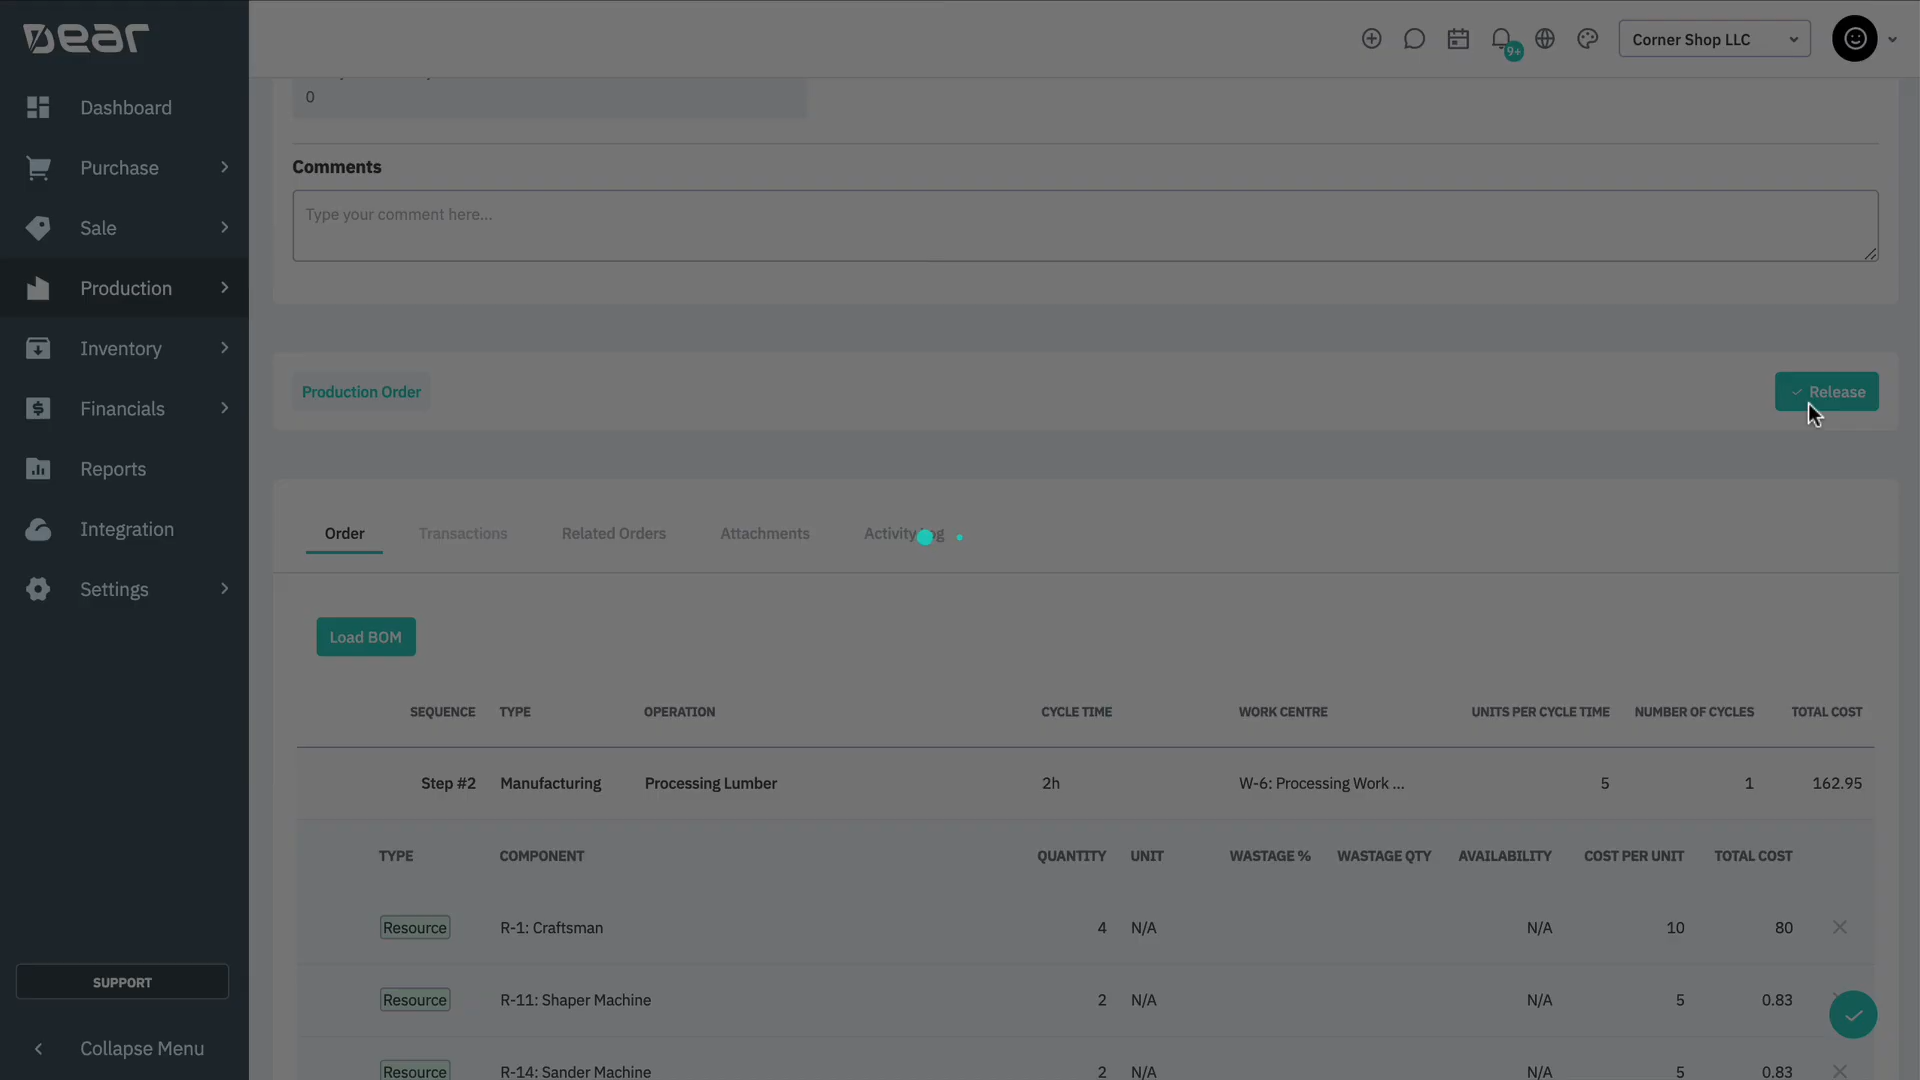 Dear
9+
Corner Shop LLC
Dashboard
Purchase
Sale
Production
Inventory
Financials
Reports
Integration
Settings
SUPPORT
Collapse Menu
0
Comments
Type your comment here...
Production Order
Release
Order Transactions Related Orders Attachments Activity
Load BOM
SEQUENCE TYPE OPERATION CYCLE TIME WORK CENTRE UNITS PER CYCLE TIME NUMBER OF CYCLES TOTAL COST
Step #2 Manufacturing Processing Lumber 2h W-6: Processing Work ... 5 1 162.95
TYPE COMPONENT QUANTITY UNIT WASTAGE % WASTAGE QTY AVAILABILITY COST PER UNIT TOTAL COST
Resource R-1: Craftsman 4 N/A N/A 10 80
Resource R-11: Shaper Machine 2 N/A N/A 5 0.83
Resource R-14: Sander Machine 2 N/A N/A 5 0.83